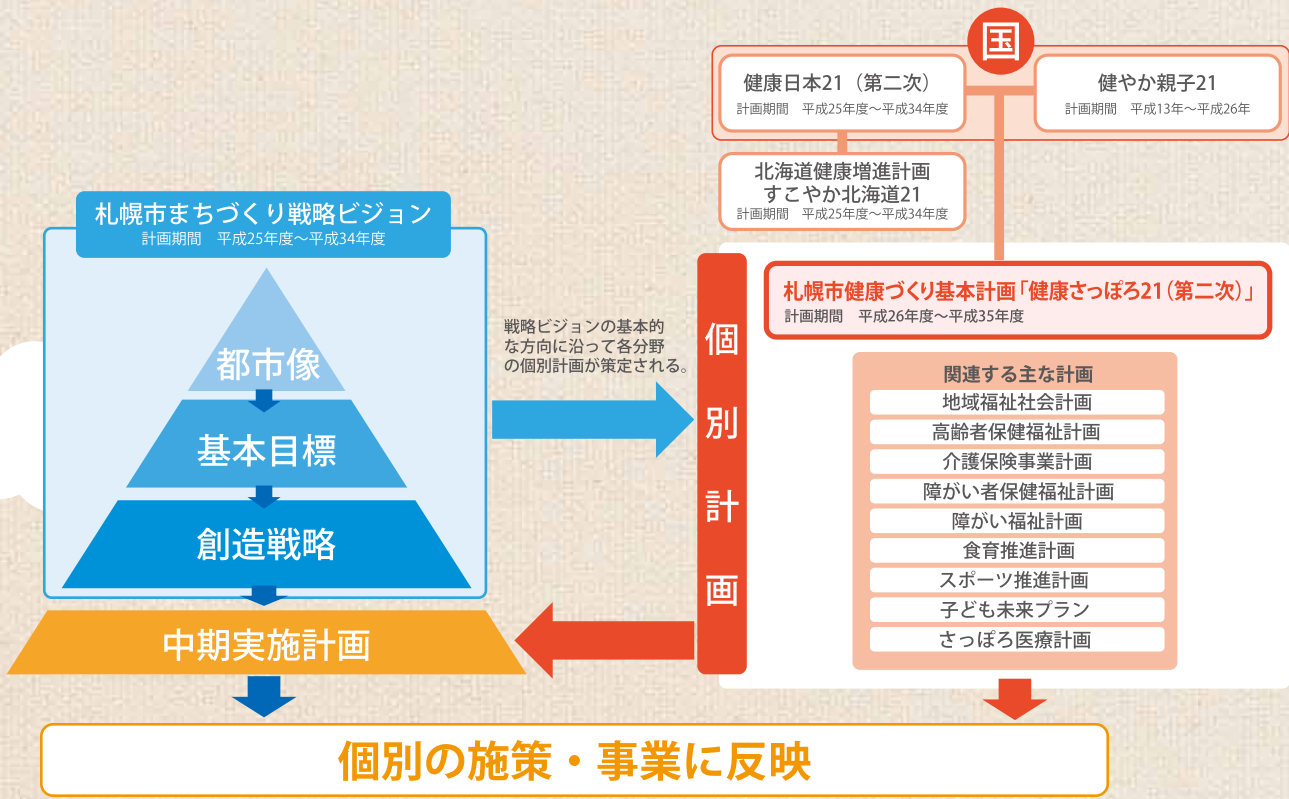 国
健康日本21（第二次）
計画期間　平成25年度～平成34年度
健やか親子21
計画期間　平成13年～平成26年
北海道健康増進計画
すこやか北海道21
計画期間　平成25年度～平成34年度
札幌市まちづくり戦略ビジョン
計画期間　平成25年度～平成34年度
都市像
基本目標
創造戦略
中期実施計画
戦略ビジョンの基本的
な方向に沿って各分野
の個別計画が策定される。
個別計画
札幌市健康づくり基本計画「健康さっぽろ21（第二次）」
計画期間　平成26年度～平成35年度
関連する主な計画
地域福祉社会計画
高齢者保健福祉計画
介護保険事業計画
障がい者保健福祉計画
障がい福祉計画
食育推進計画
スポーツ推進計画
子ども未来プラン
さっぽろ医療計画
個別の施策・事業に反映